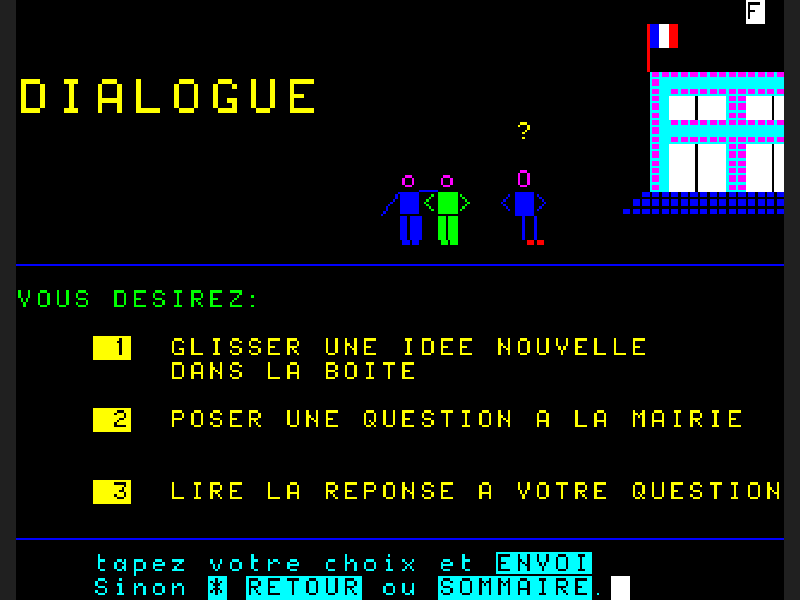 F
DIALOGUE
?
VOUS DESIREZ:
1 GLISSER UNE IDEE NOUVELLE
DANS LA BOITE
2 POSER UNE QUESTION A LA MAIRIE
3 LIRE LA REPONSE A VOTRE QUESTION
tapez votre choix et ENVOI
Sinon * RETOUR ou SOMMAIRE.